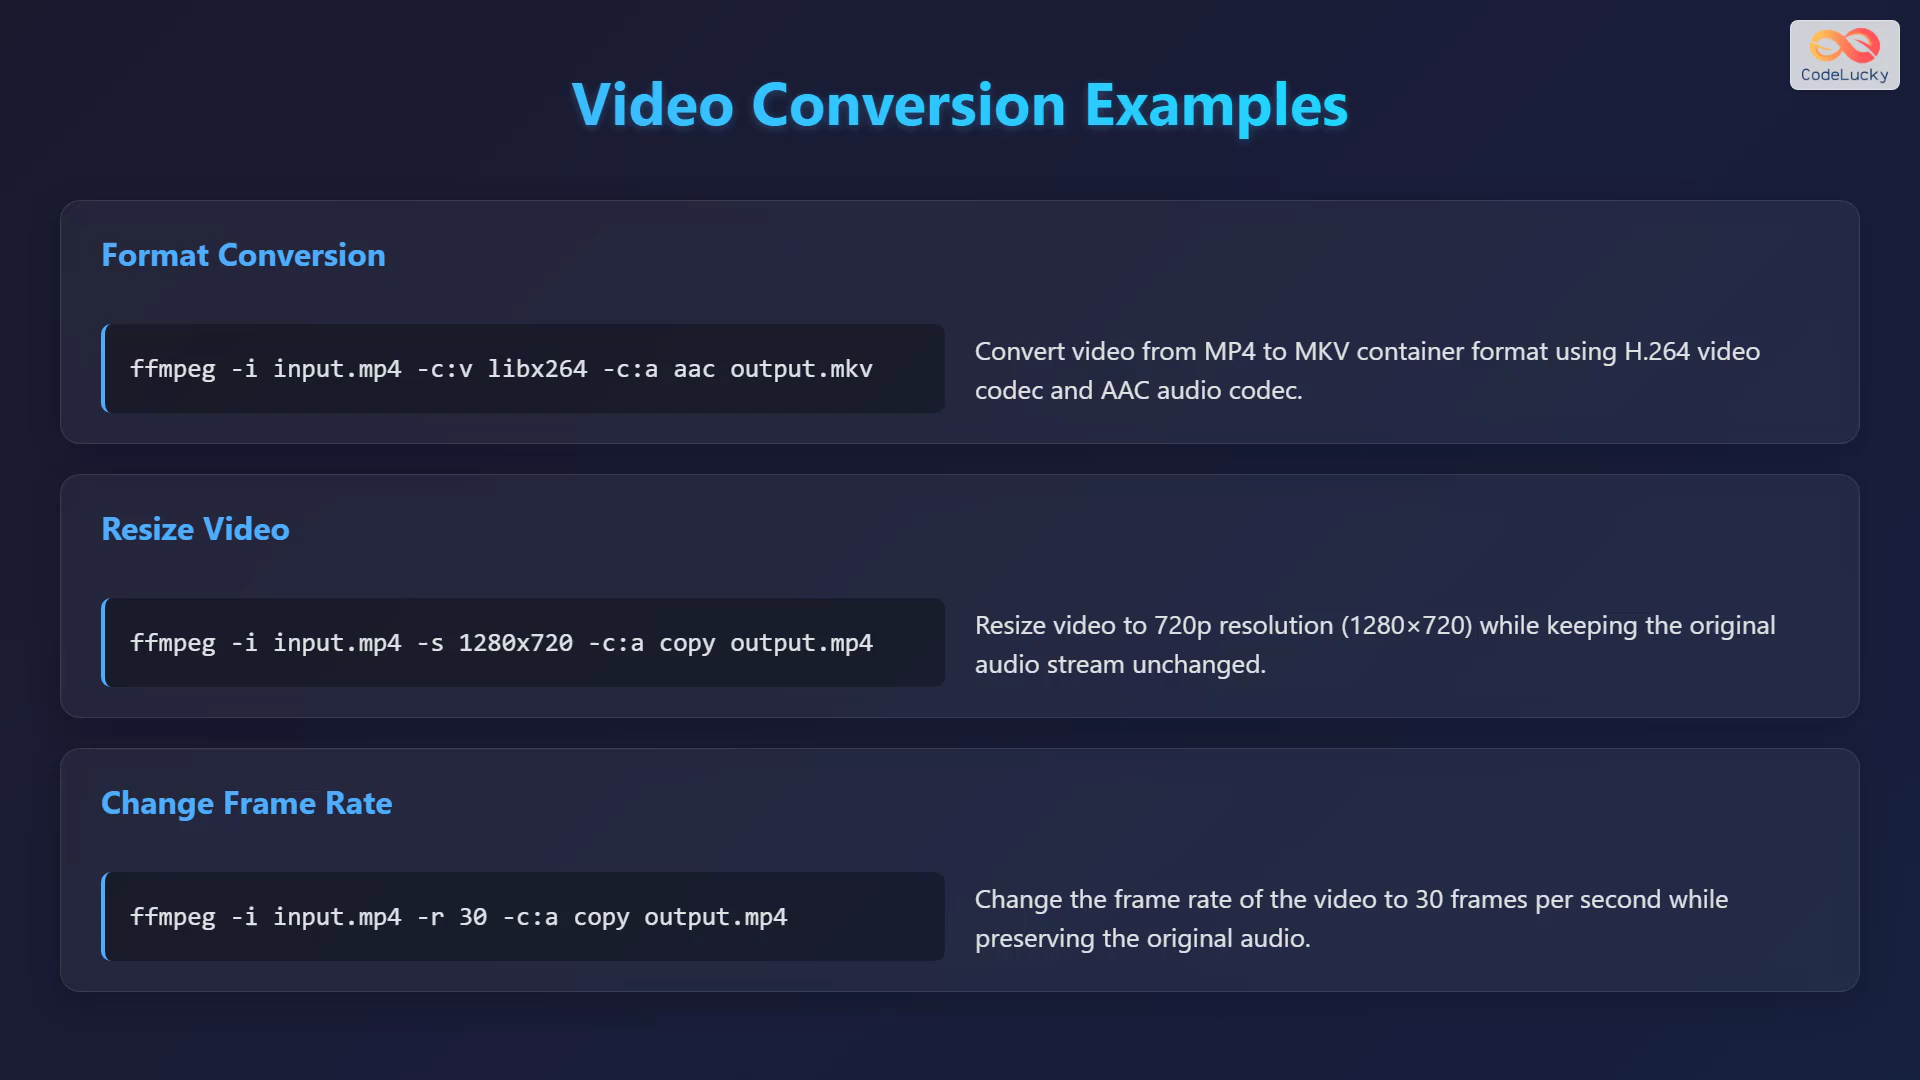 CodeLucky
Video Conversion Examples
Format Conversion
ffmpeg -i input.mp4 -c:v libx264 -c:a aac output.mkv
Convert video from MP4 to MKV container format using H.264 video
codec and AAC audio codec.
Resize Video
ffmpeg -i input.mp4 -s 1280x720 -c:a copy output.mp4
Resize video to 720p resolution (1280×720) while keeping the original
audio stream unchanged.
Change Frame Rate
ffmpeg -i input.mp4 -r 30 -c:a copy output.mp4
Change the frame rate of the video to 30 frames per second while
preserving the original audio.